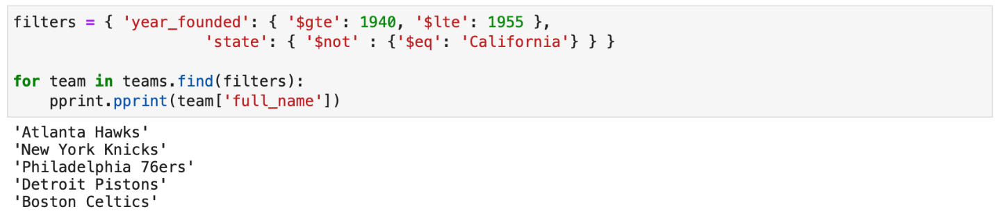 filters = { 'year_founded': { '$gte': 1940, '$lte': 1955 },
'state': { '$not' : {'$eq': 'California'} } }
for team in teams.find(filters):
pprint.pprint(team['full_name'])
'Atlanta Hawks'
'New York Knicks'
'Philadelphia 76ers'
'Detroit Pistons'
'Boston Celtics'